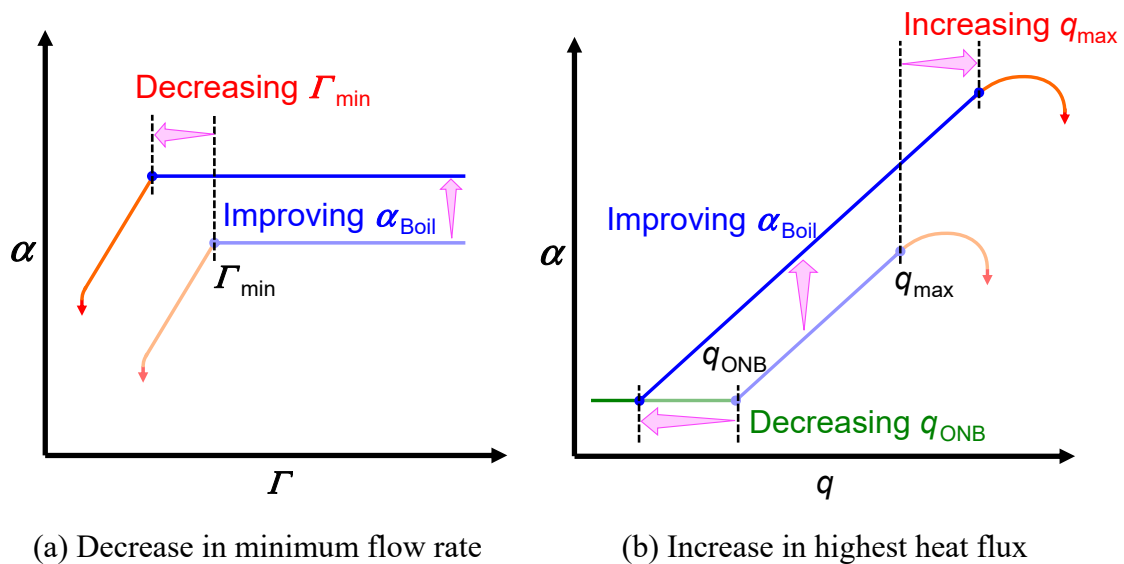 Decreasing Γmin
Improving αBoil
α
Γmin
Γ
(a) Decrease in minimum flow rate
Increasing qmax
Improving αBoil
α
qmax
qONB
Decreasing qONB
q
(b) Increase in highest heat flux